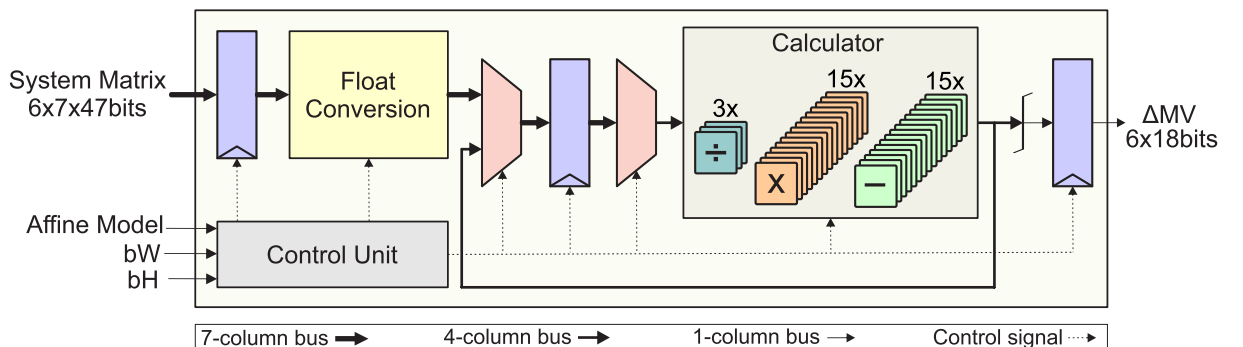 Calculator
System Matrix
6x7x47bits
Float
Conversion
3x
15x
15x
÷
X
−
ΔMV
6x18bits
Affine Model
bW
bH
Control Unit
7-column bus
4-column bus
1-column bus
Control signal